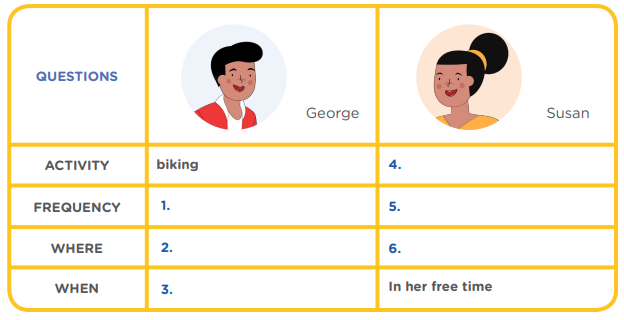 QUESTIONS
George
Susan
ACTIVITY
biking
4.
FREQUENCY
1.
5.
WHERE
2.
6.
WHEN
3.
In her free time